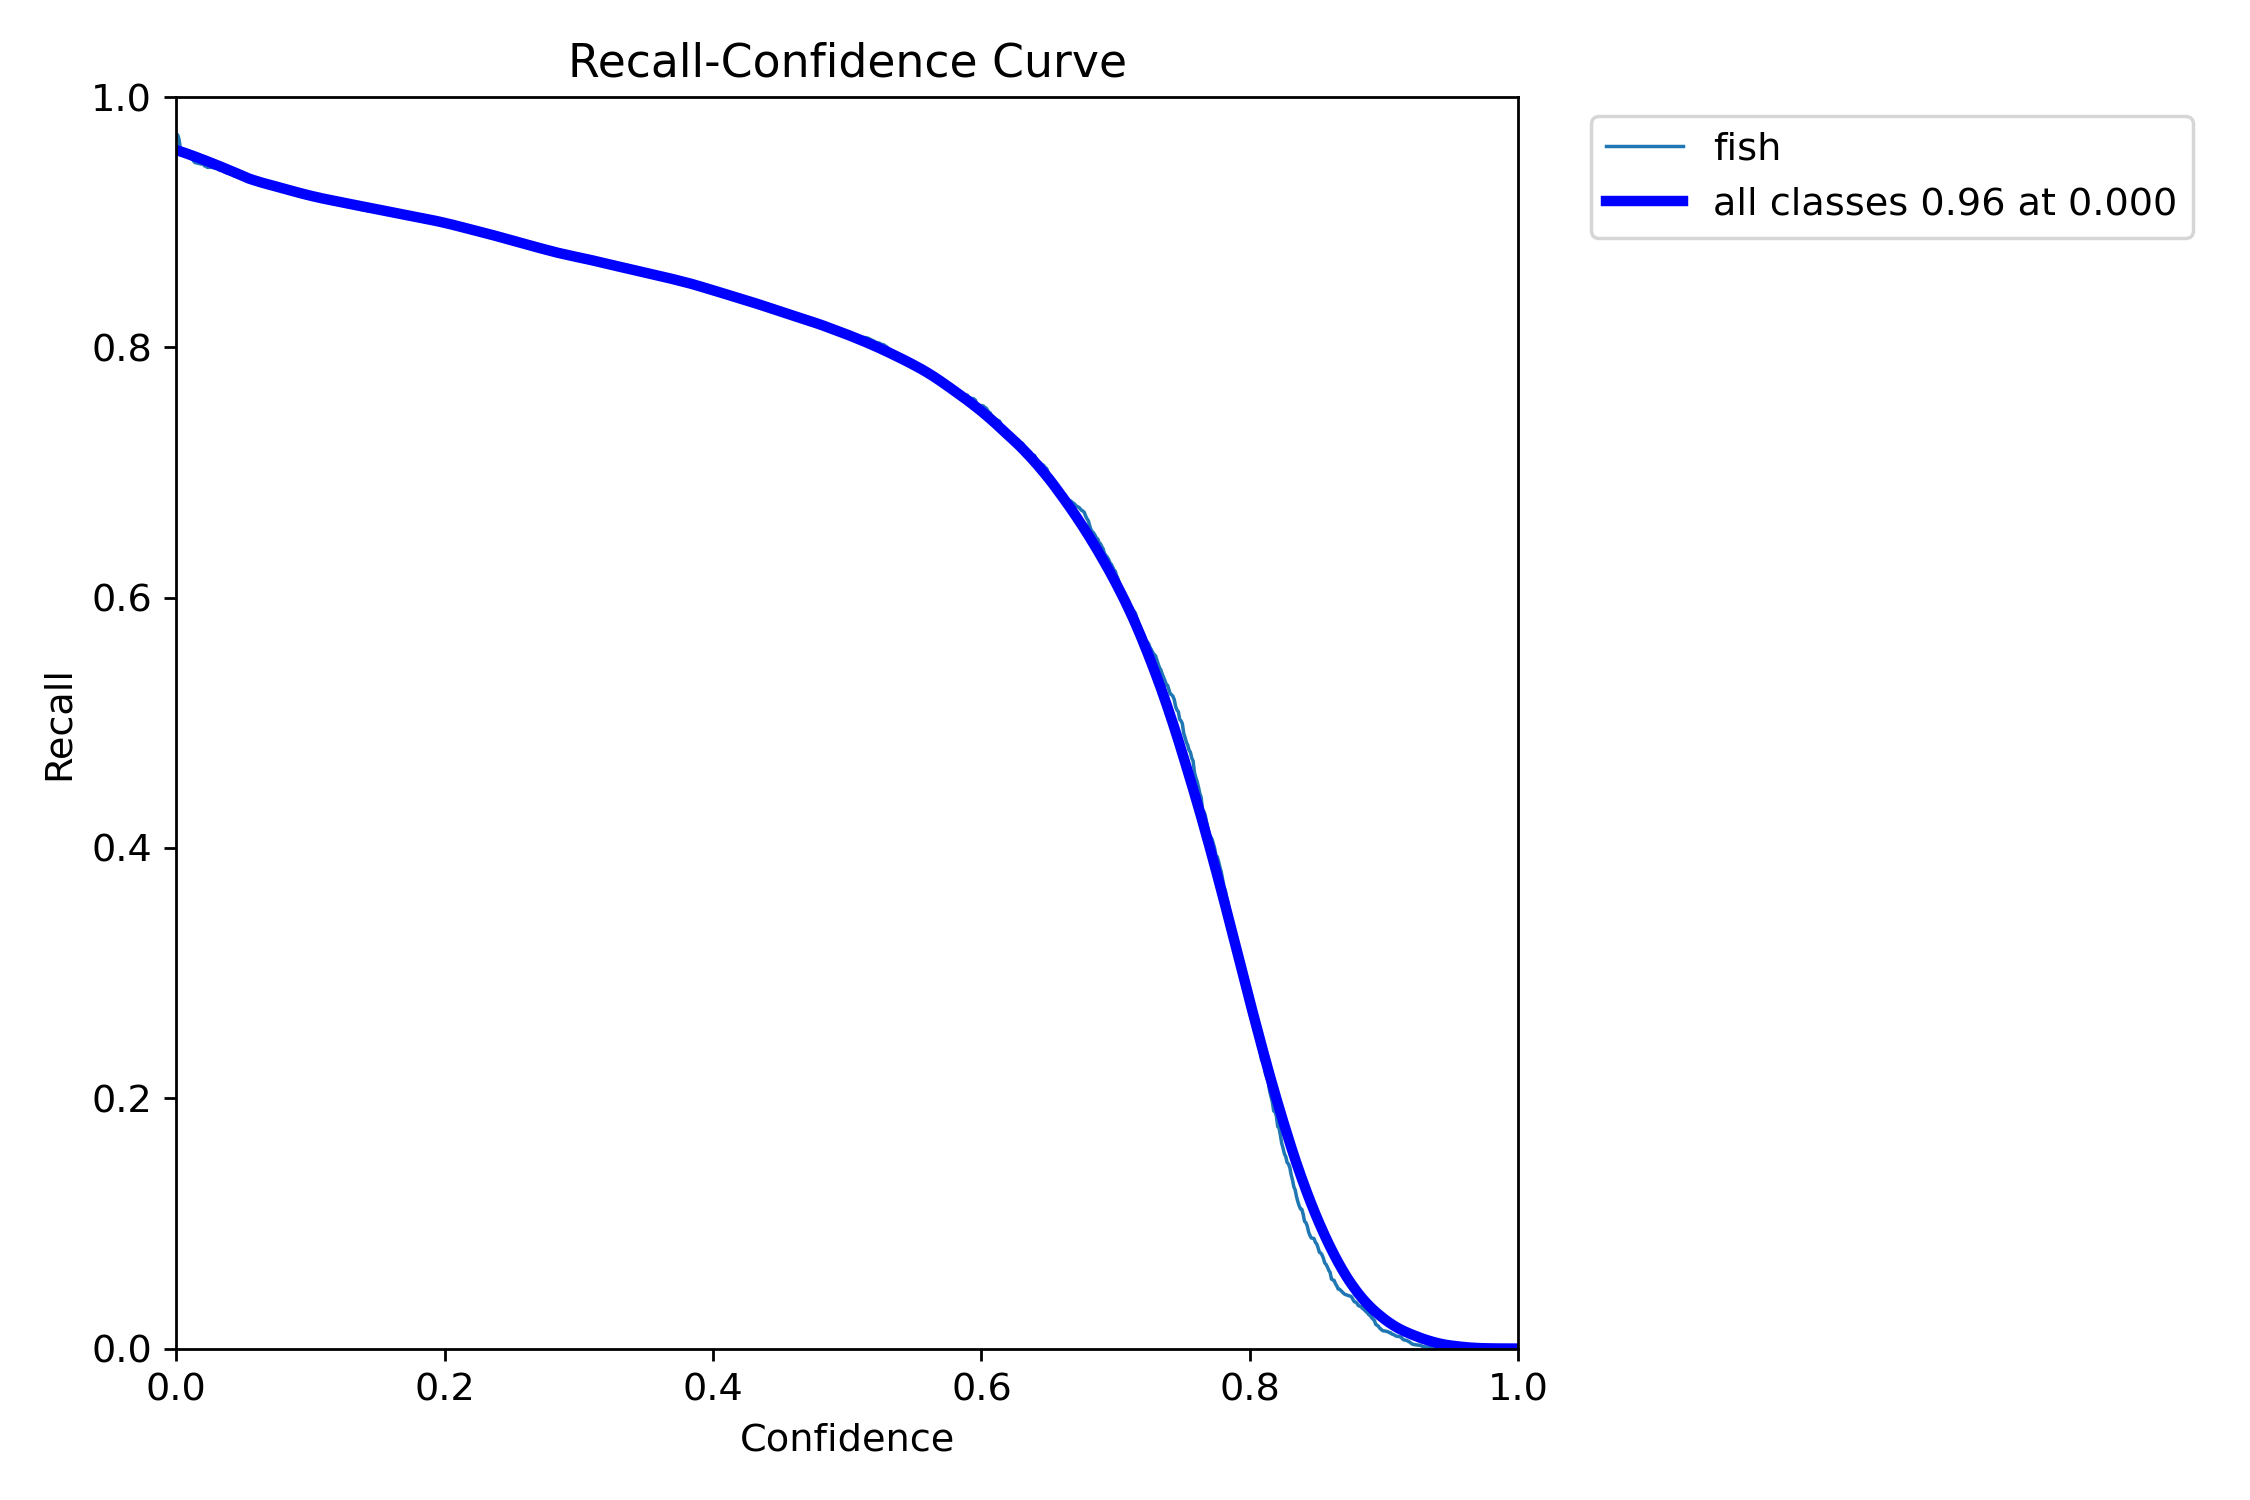 Recall-Confidence Curve
1.0
0.8
0.6
0.4
0.2
0.0
Recall
0.0 0.2 0.4 0.6 0.8 1.0
Confidence
fish
all classes 0.96 at 0.000